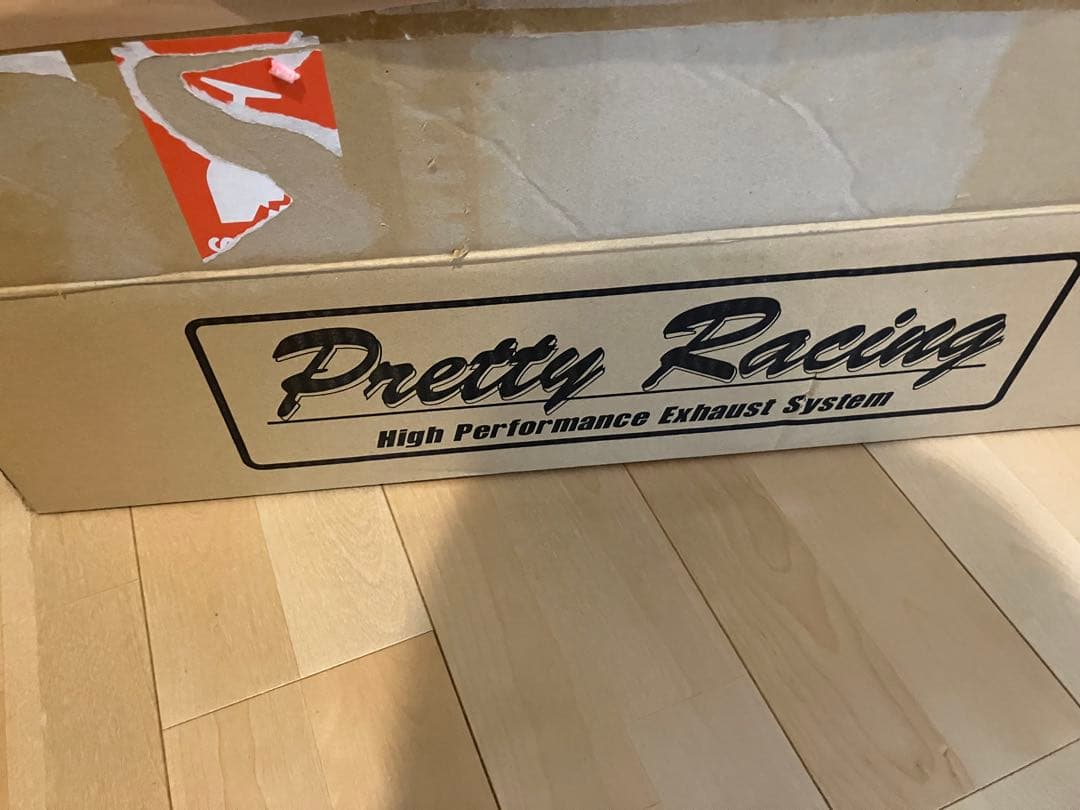 Pretty Racing
High Performance Exhaust System